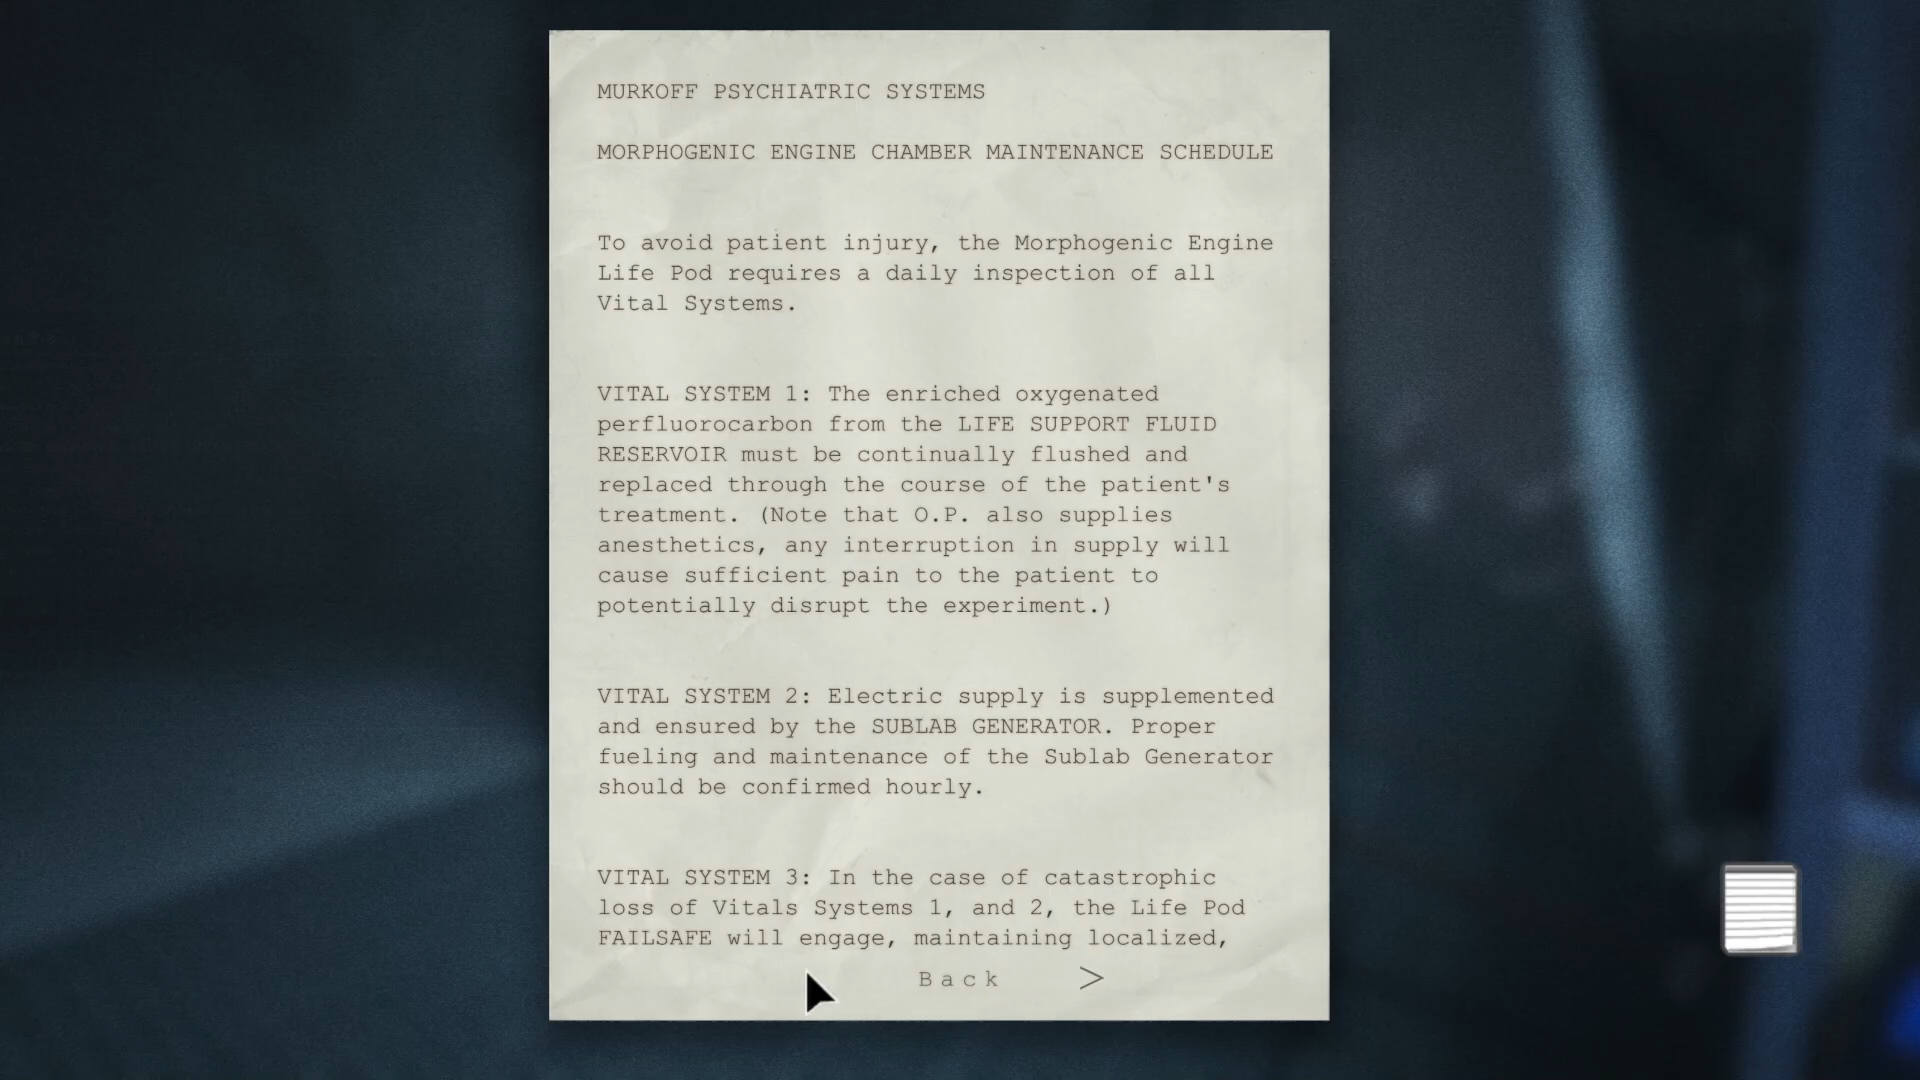 MURKOFF PSYCHIATRIC SYSTEMS
MORPHOGENIC ENGINE CHAMBER MAINTENANCE SCHEDULE
To avoid patient injury, the Morphogenic Engine
Life Pod requires a daily inspection of all
Vital Systems.
VITAL SYSTEM 1: The enriched oxygenated
perfluorocarbon from the LIFE SUPPORT FLUID
RESERVOIR must be continually flushed and
replaced through the course of the patient's
treatment. (Note that O.P. also supplies
anesthetics, any interruption in supply will
cause sufficient pain to the patient to
potentially disrupt the experiment.)
VITAL SYSTEM 2: Electric supply is supplemented
and ensured by the SUBLAB GENERATOR. Proper
fueling and maintenance of the Sublab Generator
should be confirmed hourly.
VITAL SYSTEM 3: In the case of catastrophic
loss of Vitals Systems 1, and 2, the Life Pod
FAILSAFE will engage, maintaining localized,
Back >